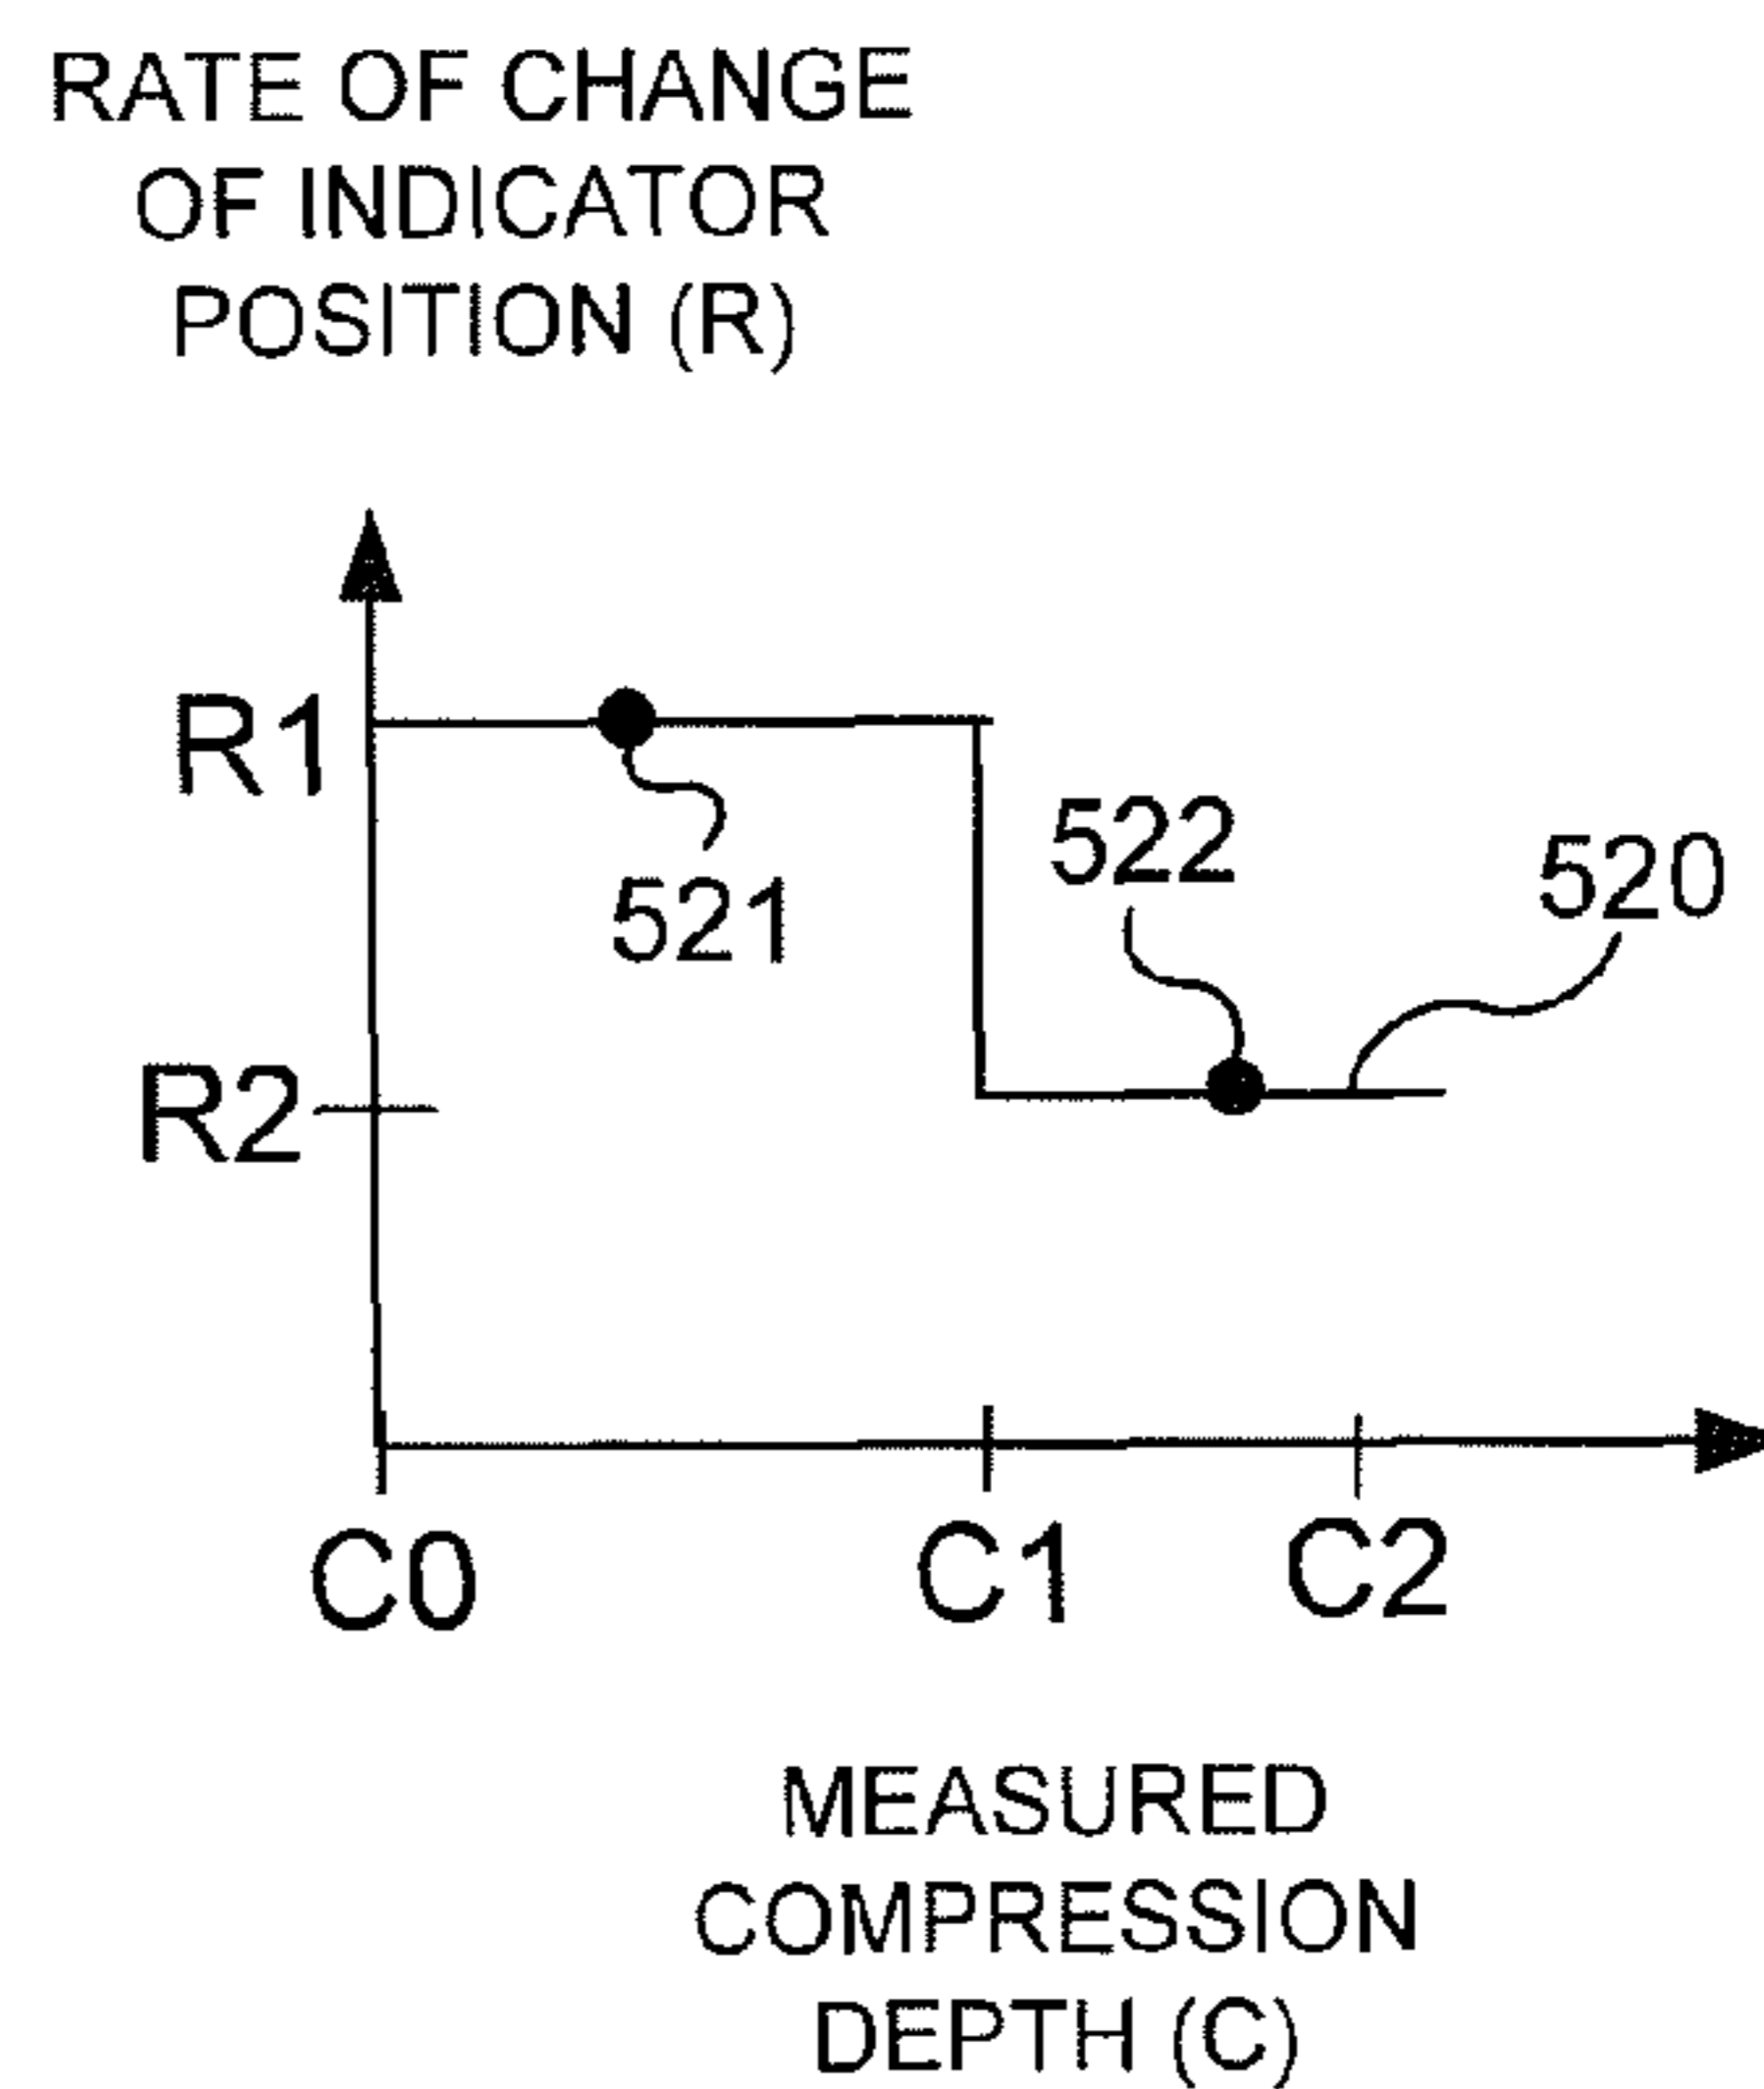 RATE OF CHANGE
OF INDICATOR
POSITION (R)
R1
521
522
520
R2
C0
C1
C2
MEASURED
COMPRESSION
DEPTH (C)